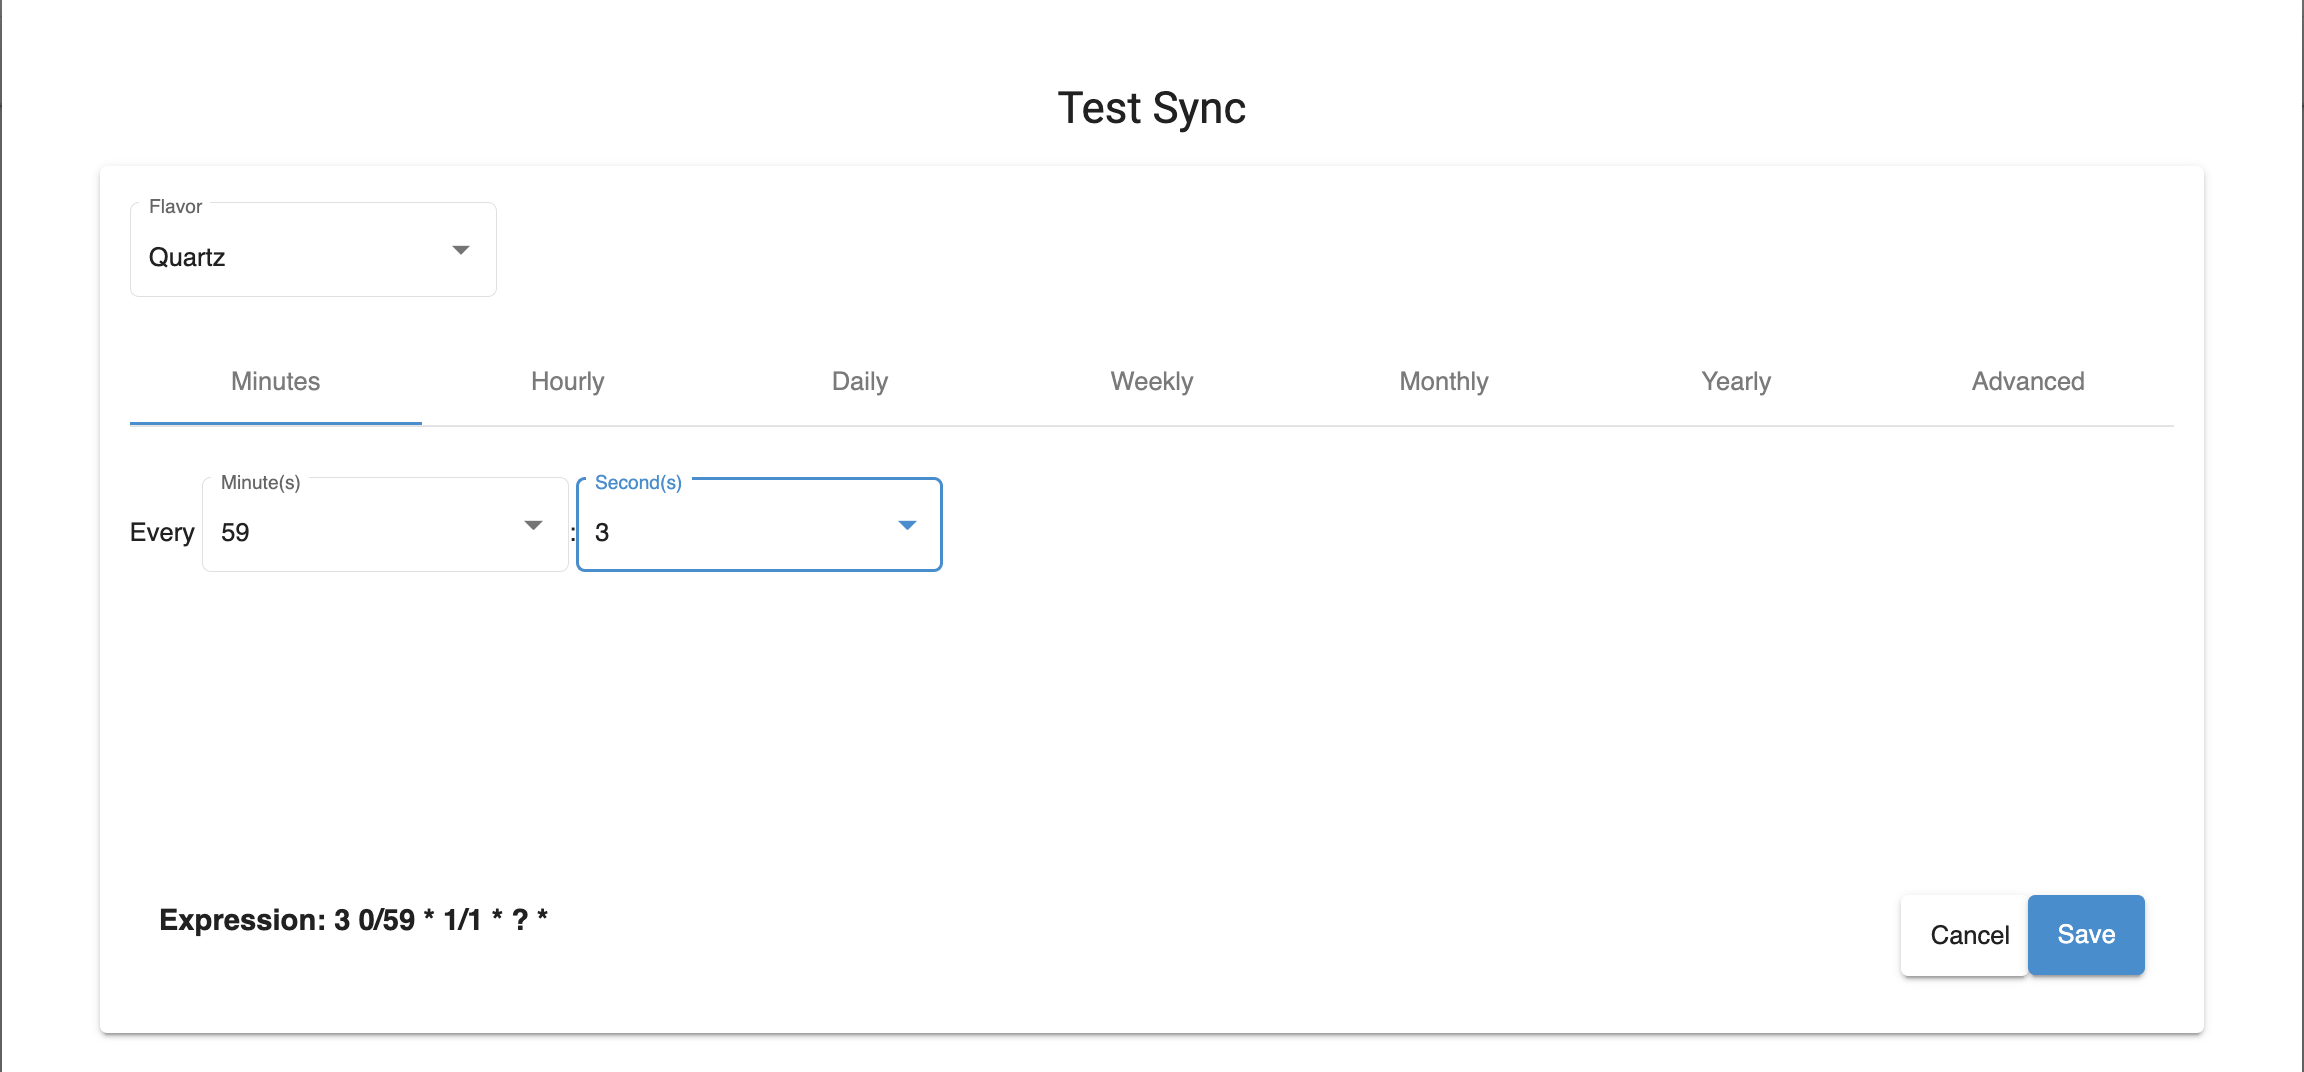 Test Sync
Flavor
Quartz
Minutes Hourly Daily Weekly Monthly Yearly Advanced
Minute(s) Second(s)
Every 59 : 3
Expression: 3 0/59 * 1/1 * ? *
Cancel Save